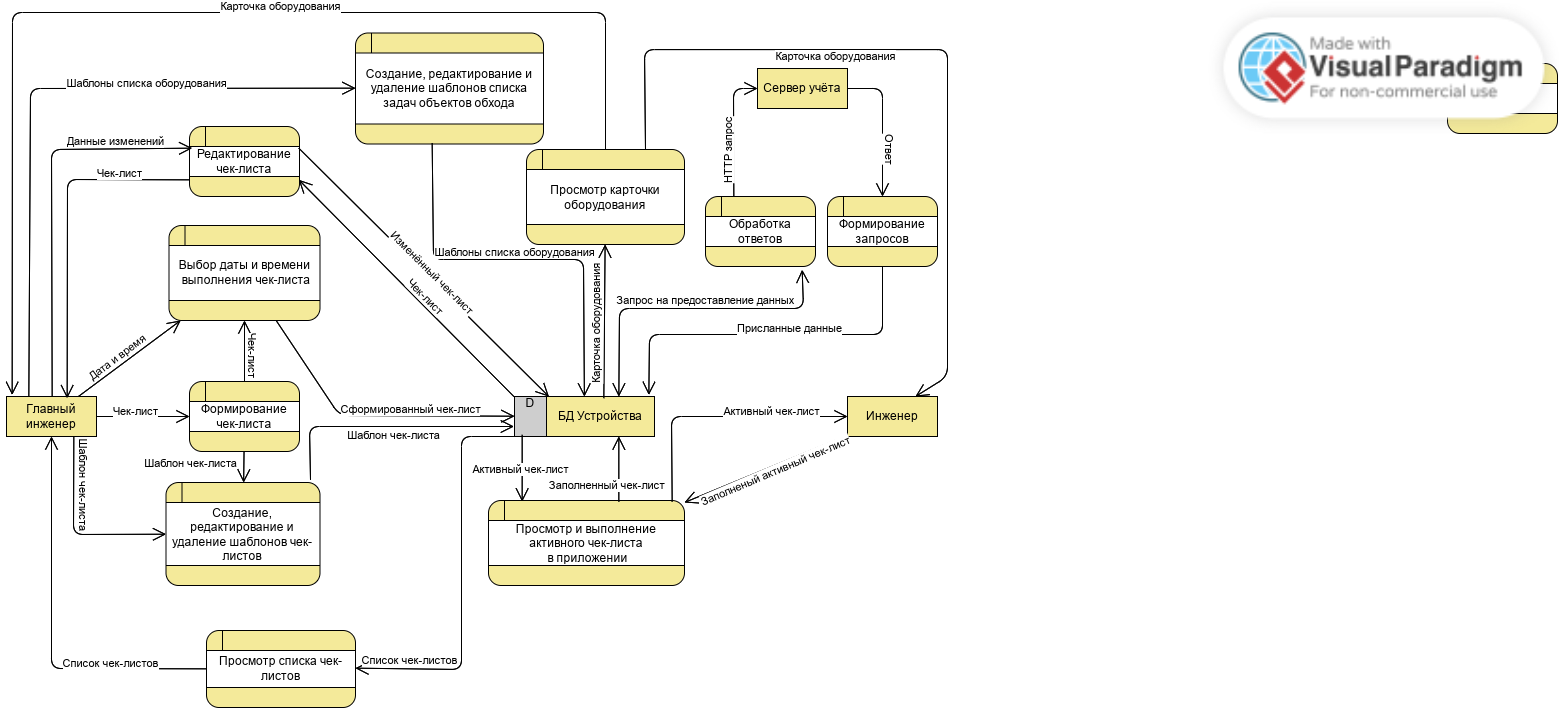 Карточка оборудования
Made with
Visual Paradigm
For non-commercial use
Карточка оборудования
Шаблоны списка оборудования
Создание, редактирование и
удаление шаблонов списка
задач объектов обхода
Сервер учёта
HTTP запрос
Ответ
Данные изменений
Редактирование
чек-листа
Чек-лист
Просмотр карточки
оборудования
Обработка
ответов
Формирование
запросов
Изменённый чек-лист
Чек-лист
Шаблоны списка оборудования
Выбор даты и времени
выполнения чек-листа
Карточка оборудования
Запрос на предоставление данных
Присланные данные
Дата и время
Чек-лист
Главный
инженер
Чек-лист
Формирование
чек-листа
Сформированный чек-лист
D
БД Устройства
Активный чек-лист
Инженер
Шаблон чек-листа
Шаблон чек-листа
Шаблон чек-листа
Активный чек-лист
Заполненный чек-лист
Заполненый активный чек-лист
Создание,
редактирование и
удаление шаблонов чек-
листов
Просмотр и выполнение
активного чек-листа
в приложении
Список чек-листов
Просмотр списка чек-
листов
Список чек-листов